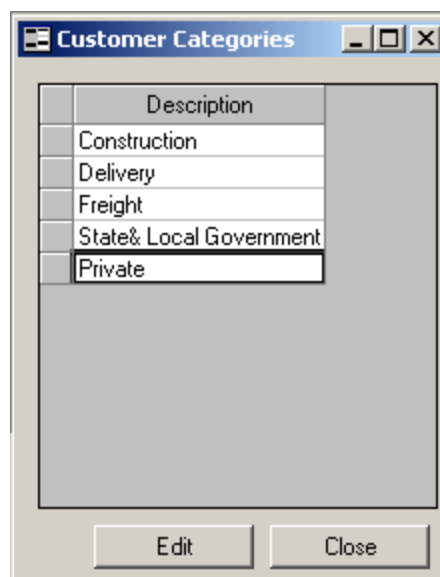 Customer Categories
Description
Construction
Delivery
Freight
State& Local Government
Private
Edit
Close